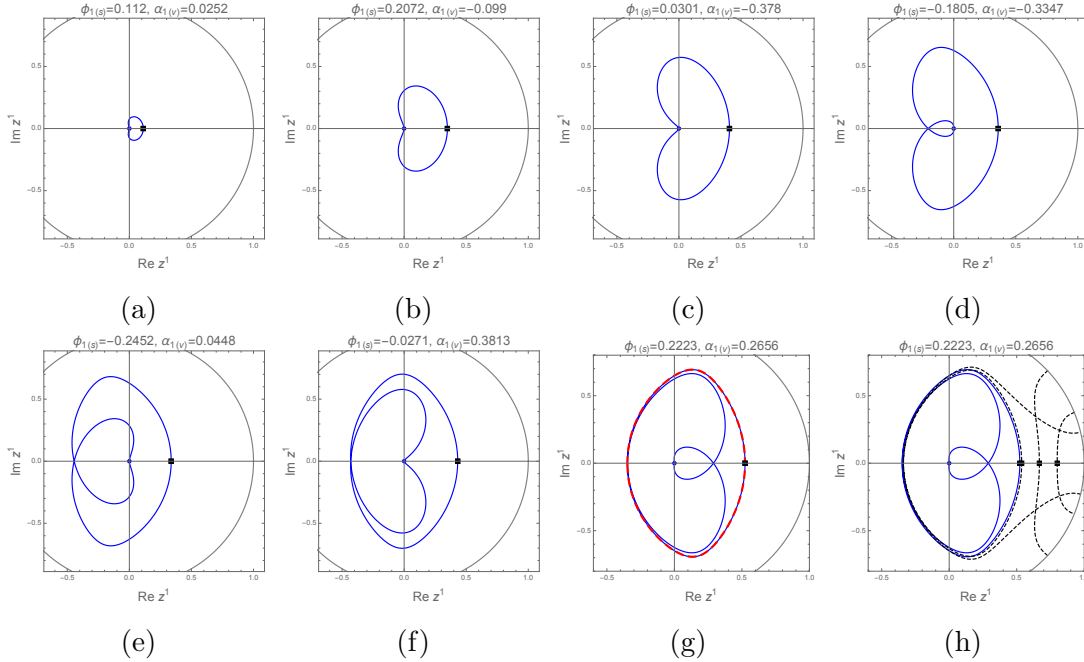 ϕ1(s)=0.112, α1(v)=0.0252
ϕ1(s)=0.2072, α1(v)=−0.099
ϕ1(s)=0.0301, α1(v)=−0.378
ϕ1(s)=−0.1805, α1(v)=−0.3347
Im z¹ 0.5 0.0 −0.5
Im z¹ 0.5 0.0 −0.5
Im z¹ 0.5 0.0 −0.5
Im z¹ 0.5 0.0 −0.5
−0.5 0.0 0.5 1.0
−0.5 0.0 0.5 1.0
−0.5 0.0 0.5 1.0
−0.5 0.0 0.5 1.0
Re z¹
Re z¹
Re z¹
Re z¹
(a)
(b)
(c)
(d)
ϕ1(s)=−0.2452, α1(v)=0.0448
ϕ1(s)=−0.0271, α1(v)=0.3813
ϕ1(s)=0.2223, α1(v)=0.2656
ϕ1(s)=0.2223, α1(v)=0.2656
Im z¹ 0.5 0.0 −0.5
Im z¹ 0.5 0.0 −0.5
Im z¹ 0.5 0.0 −0.5
Im z¹ 0.5 0.0 −0.5
−0.5 0.0 0.5 1.0
−0.5 0.0 0.5 1.0
−0.5 0.0 0.5 1.0
−0.5 0.0 0.5 1.0
Re z¹
Re z¹
Re z¹
Re z¹
(e)
(f)
(g)
(h)